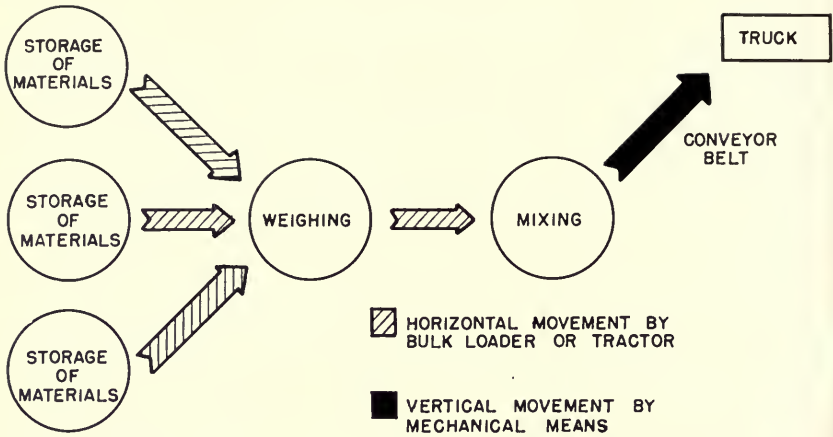 STORAGE
OF
MATERIALS
STORAGE
OF
MATERIALS
STORAGE
OF
MATERIALS
WEIGHING
MIXING
TRUCK
CONVEYOR
BELT
HORIZONTAL MOVEMENT BY
BULK LOADER OR TRACTOR
VERTICAL MOVEMENT BY
MECHANICAL MEANS